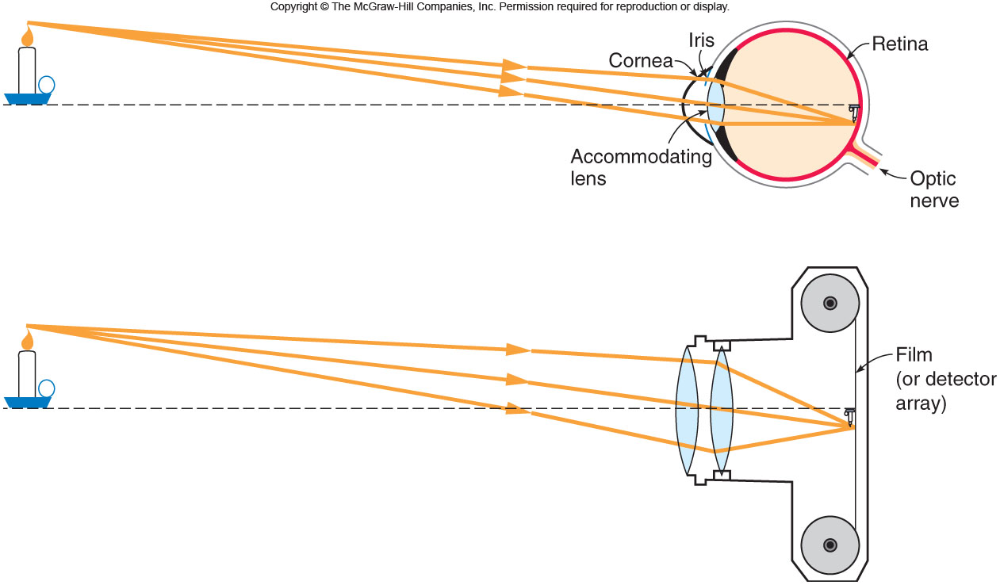 Copyright © The McGraw-Hill Companies, Inc. Permission required for reproduction or display.
Iris
Cornea
Retina
Accommodating
lens
Optic
nerve
Film
(or detector
array)